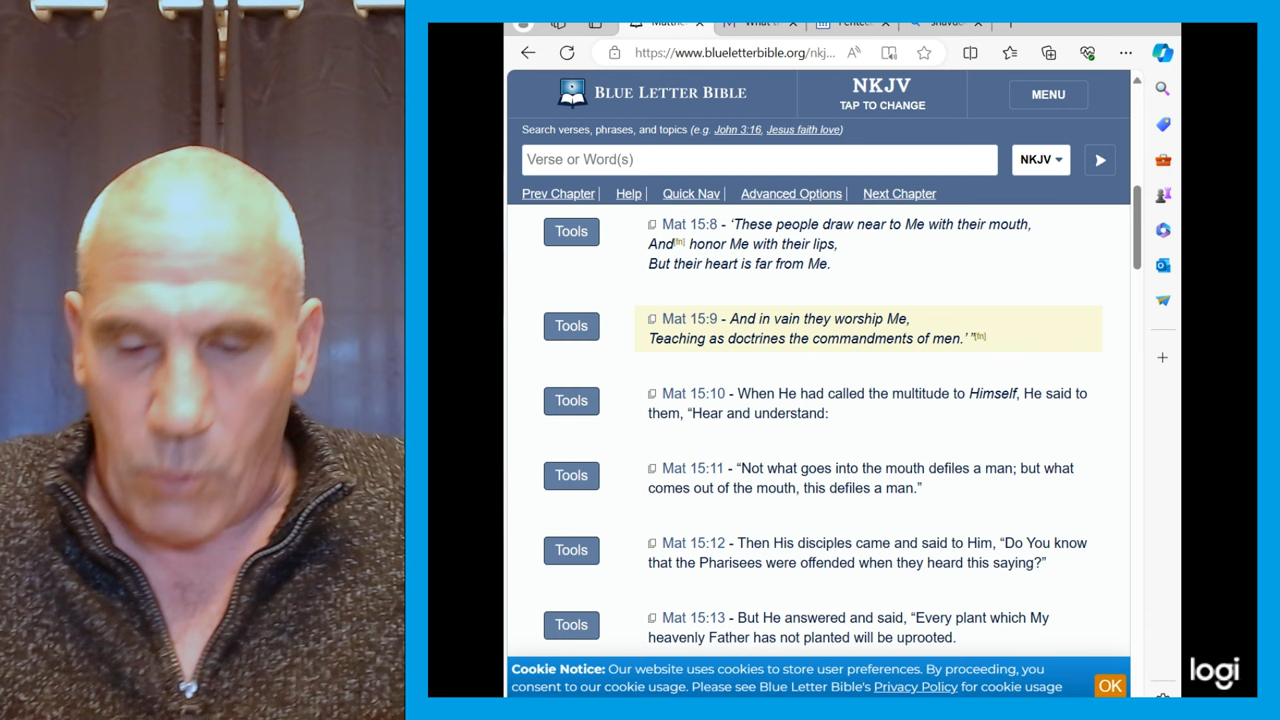 https://www.blueletterbible.org/nkj...
BLUE LETTER BIBLE
NKJV
TAP TO CHANGE
MENU
Search verses, phrases, and topics (e.g. John 3:16, Jesus faith love)
Verse or Word(s)
NKJV
Prev Chapter| Help| Quick Nav| Advanced Options| Next Chapter
Tools
Mat 15:8 - ‘These people draw near to Me with their mouth,
And[fn] honor Me with their lips,
But their heart is far from Me.
Tools
Mat 15:9 - And in vain they worship Me,
Teaching as doctrines the commandments of men.’ ”[fn]
Tools
Mat 15:10 - When He had called the multitude to Himself, He said to
them, “Hear and understand:
Tools
Mat 15:11 - “Not what goes into the mouth defiles a man; but what
comes out of the mouth, this defiles a man.”
Tools
Mat 15:12 - Then His disciples came and said to Him, “Do You know
that the Pharisees were offended when they heard this saying?”
Tools
Mat 15:13 - But He answered and said, “Every plant which My
heavenly Father has not planted will be uprooted.
Cookie Notice: Our website uses cookies to store user preferences. By proceeding, you
consent to our cookie usage. Please see Blue Letter Bible's Privacy Policy for cookie usage
OK
logi